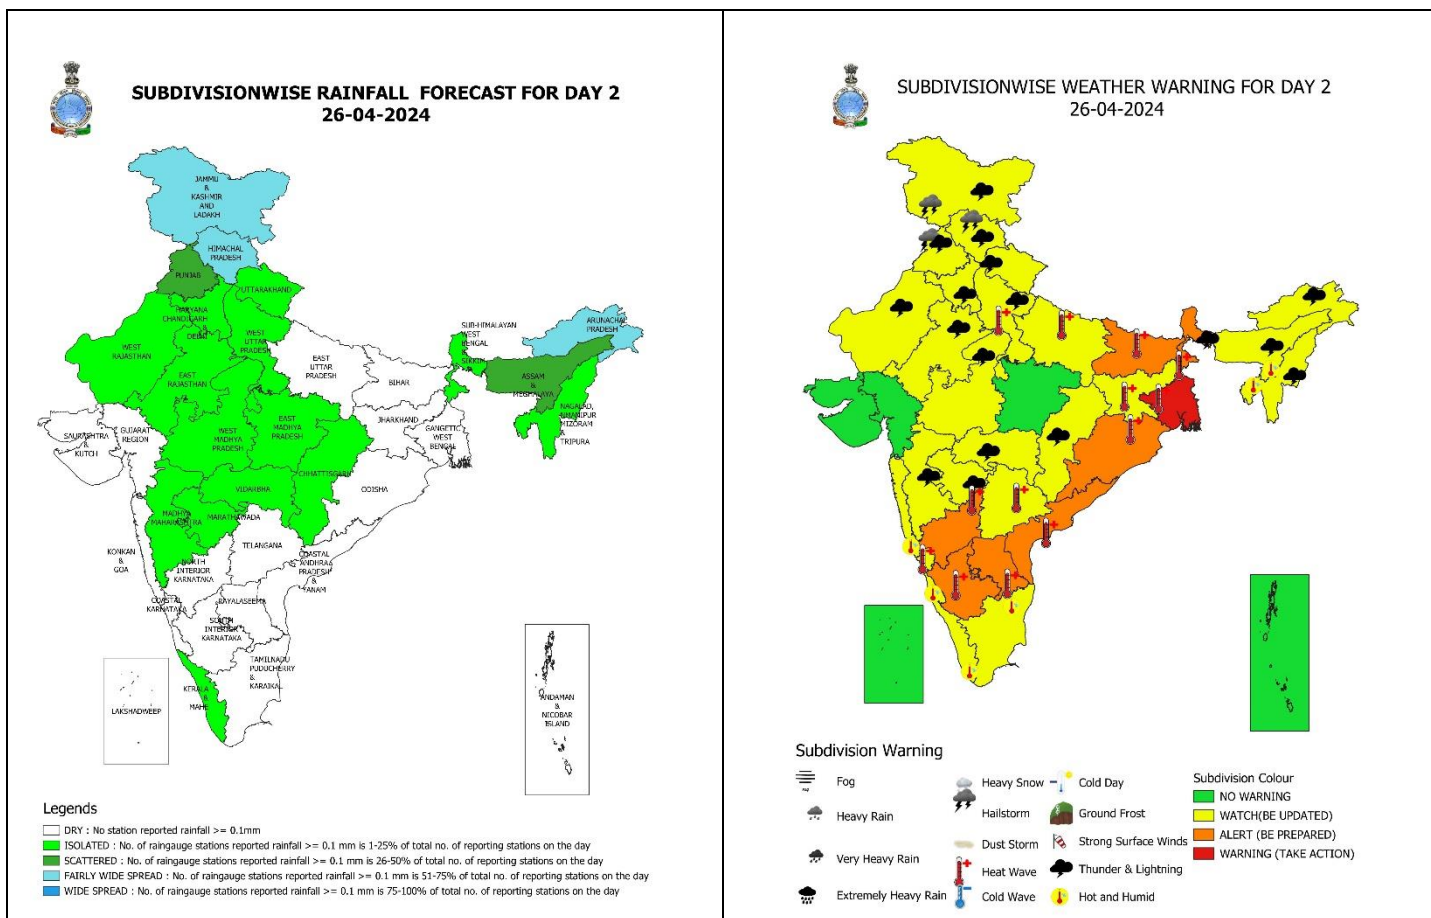 SUBDIVISIONWISE RAINFALL FORECAST FOR DAY 2
26-04-2024
JAMMU
&
KASHMIR
AND
LADAKH
HIMACHAL
PRADESH
PUNJAB
UTTARAKHAND
HARYANA
CHANDIGARH
&
DELHI
WEST
UTTAR
PRADESH
WEST
RAJASTHAN
EAST
RAJASTHAN
EAST
UTTAR
PRADESH
BIHAR
SUB-HIMALAYAN
WEST
BENGAL
&
SIKKIM
ARUNACHAL
PRADESH
ASSAM
&
MEGHALAYA
NAGALAD,
MANIPUR
MIZORAM
&
TRIPURA
JHARKHAND
GANGETIC
WEST
BENGAL
GUJARAT
REGION
SAURASHTRA
&
KUTCH
WEST
MADHYA
PRADESH
EAST
MADHYA
PRADESH
CHHATTISGARH
ODISHA
VIDARBHA
MADHYA
MAHARASHTRA
MARATHAWADA
TELANGANA
KONKAN
&
GOA
NORTH
INTERIOR
KARNATAKA
COASTAL
ANDHRA
PRADESH
&
YANAM
COASTAL
KARNATAKA
RAYALASEEMA
SOUTH
INTERIOR
KARNATAKA
TAMILNADU
PUDUCHERRY
&
KARAIKAL
KERALA
&
MAHE
LAKSHADWEEP
ANDAMAN
&
NICOBAR
ISLAND
Legends
DRY : No station reported rainfall >= 0.1mm
ISOLATED : No. of raingauge stations reported rainfall >= 0.1 mm is 1-25% of total no. of reporting stations on the day
SCATTERED : No. of raingauge stations reported rainfall >= 0.1 mm is 26-50% of total no. of reporting stations on the day
FAIRLY WIDE SPREAD : No. of raingauge stations reported rainfall >= 0.1 mm is 51-75% of total no. of reporting stations on the day
WIDE SPREAD : No. of raingauge stations reported rainfall >= 0.1 mm is 75-100% of total no. of reporting stations on the day
SUBDIVISIONWISE WEATHER WARNING FOR DAY 2
26-04-2024
Subdivision Warning
Fog
Heavy Rain
Very Heavy Rain
Extremely Heavy Rain
Heavy Snow
Hailstorm
Dust Storm
Heat Wave
Cold Wave
Cold Day
Ground Frost
Strong Surface Winds
Thunder & Lightning
Hot and Humid
Subdivision Colour
NO WARNING
WATCH(BE UPDATED)
ALERT (BE PREPARED)
WARNING (TAKE ACTION)